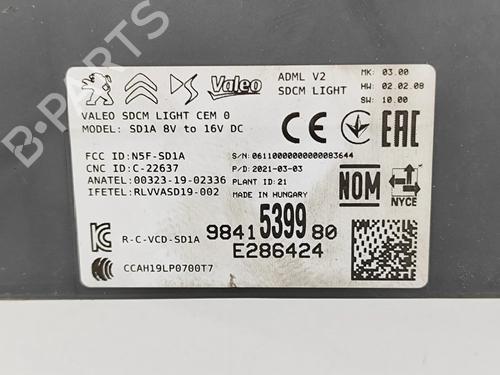 Valeo
ADML V2
SDCM LIGHT
MK: 03.00
HW: 02.02.08
SW: 10.00
VALEO SDCM LIGHT CEM 0
MODEL: SD1A 8V to 16V DC
CE
EAC
FCC ID:N5F-SD1A
CNC ID:C-22637
ANATEL:00323-19-02336
IFETEL:RLVVASD19-002
S/N:06110000000000083644
P/D:2021-03-03
PLANT ID:21
MADE IN HUNGARY
NOM
NYCE
R-C-VCD-SD1A
9841539980
E286424
CCAH19LP0700T7
B-PARTS